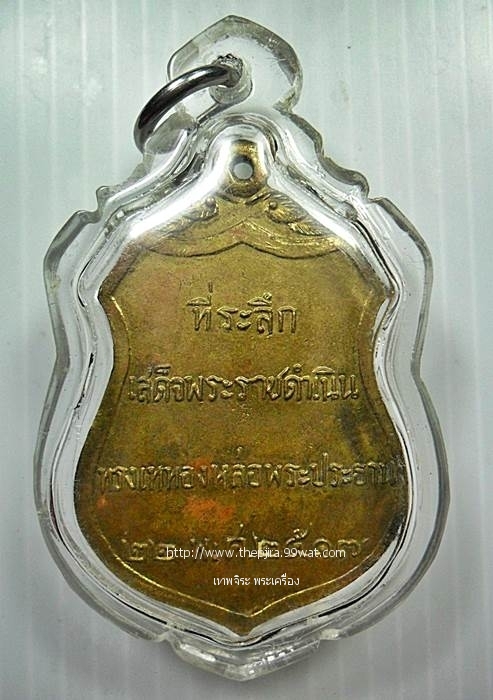 ที่ระลึก
เสด็จพระราชดำเนิน
ทรงเททองหล่อพระประธาน
๒๒ ๒๕๑๗
http://www.thepjira.99wat.com
เทพจิระ พระเครื่อง